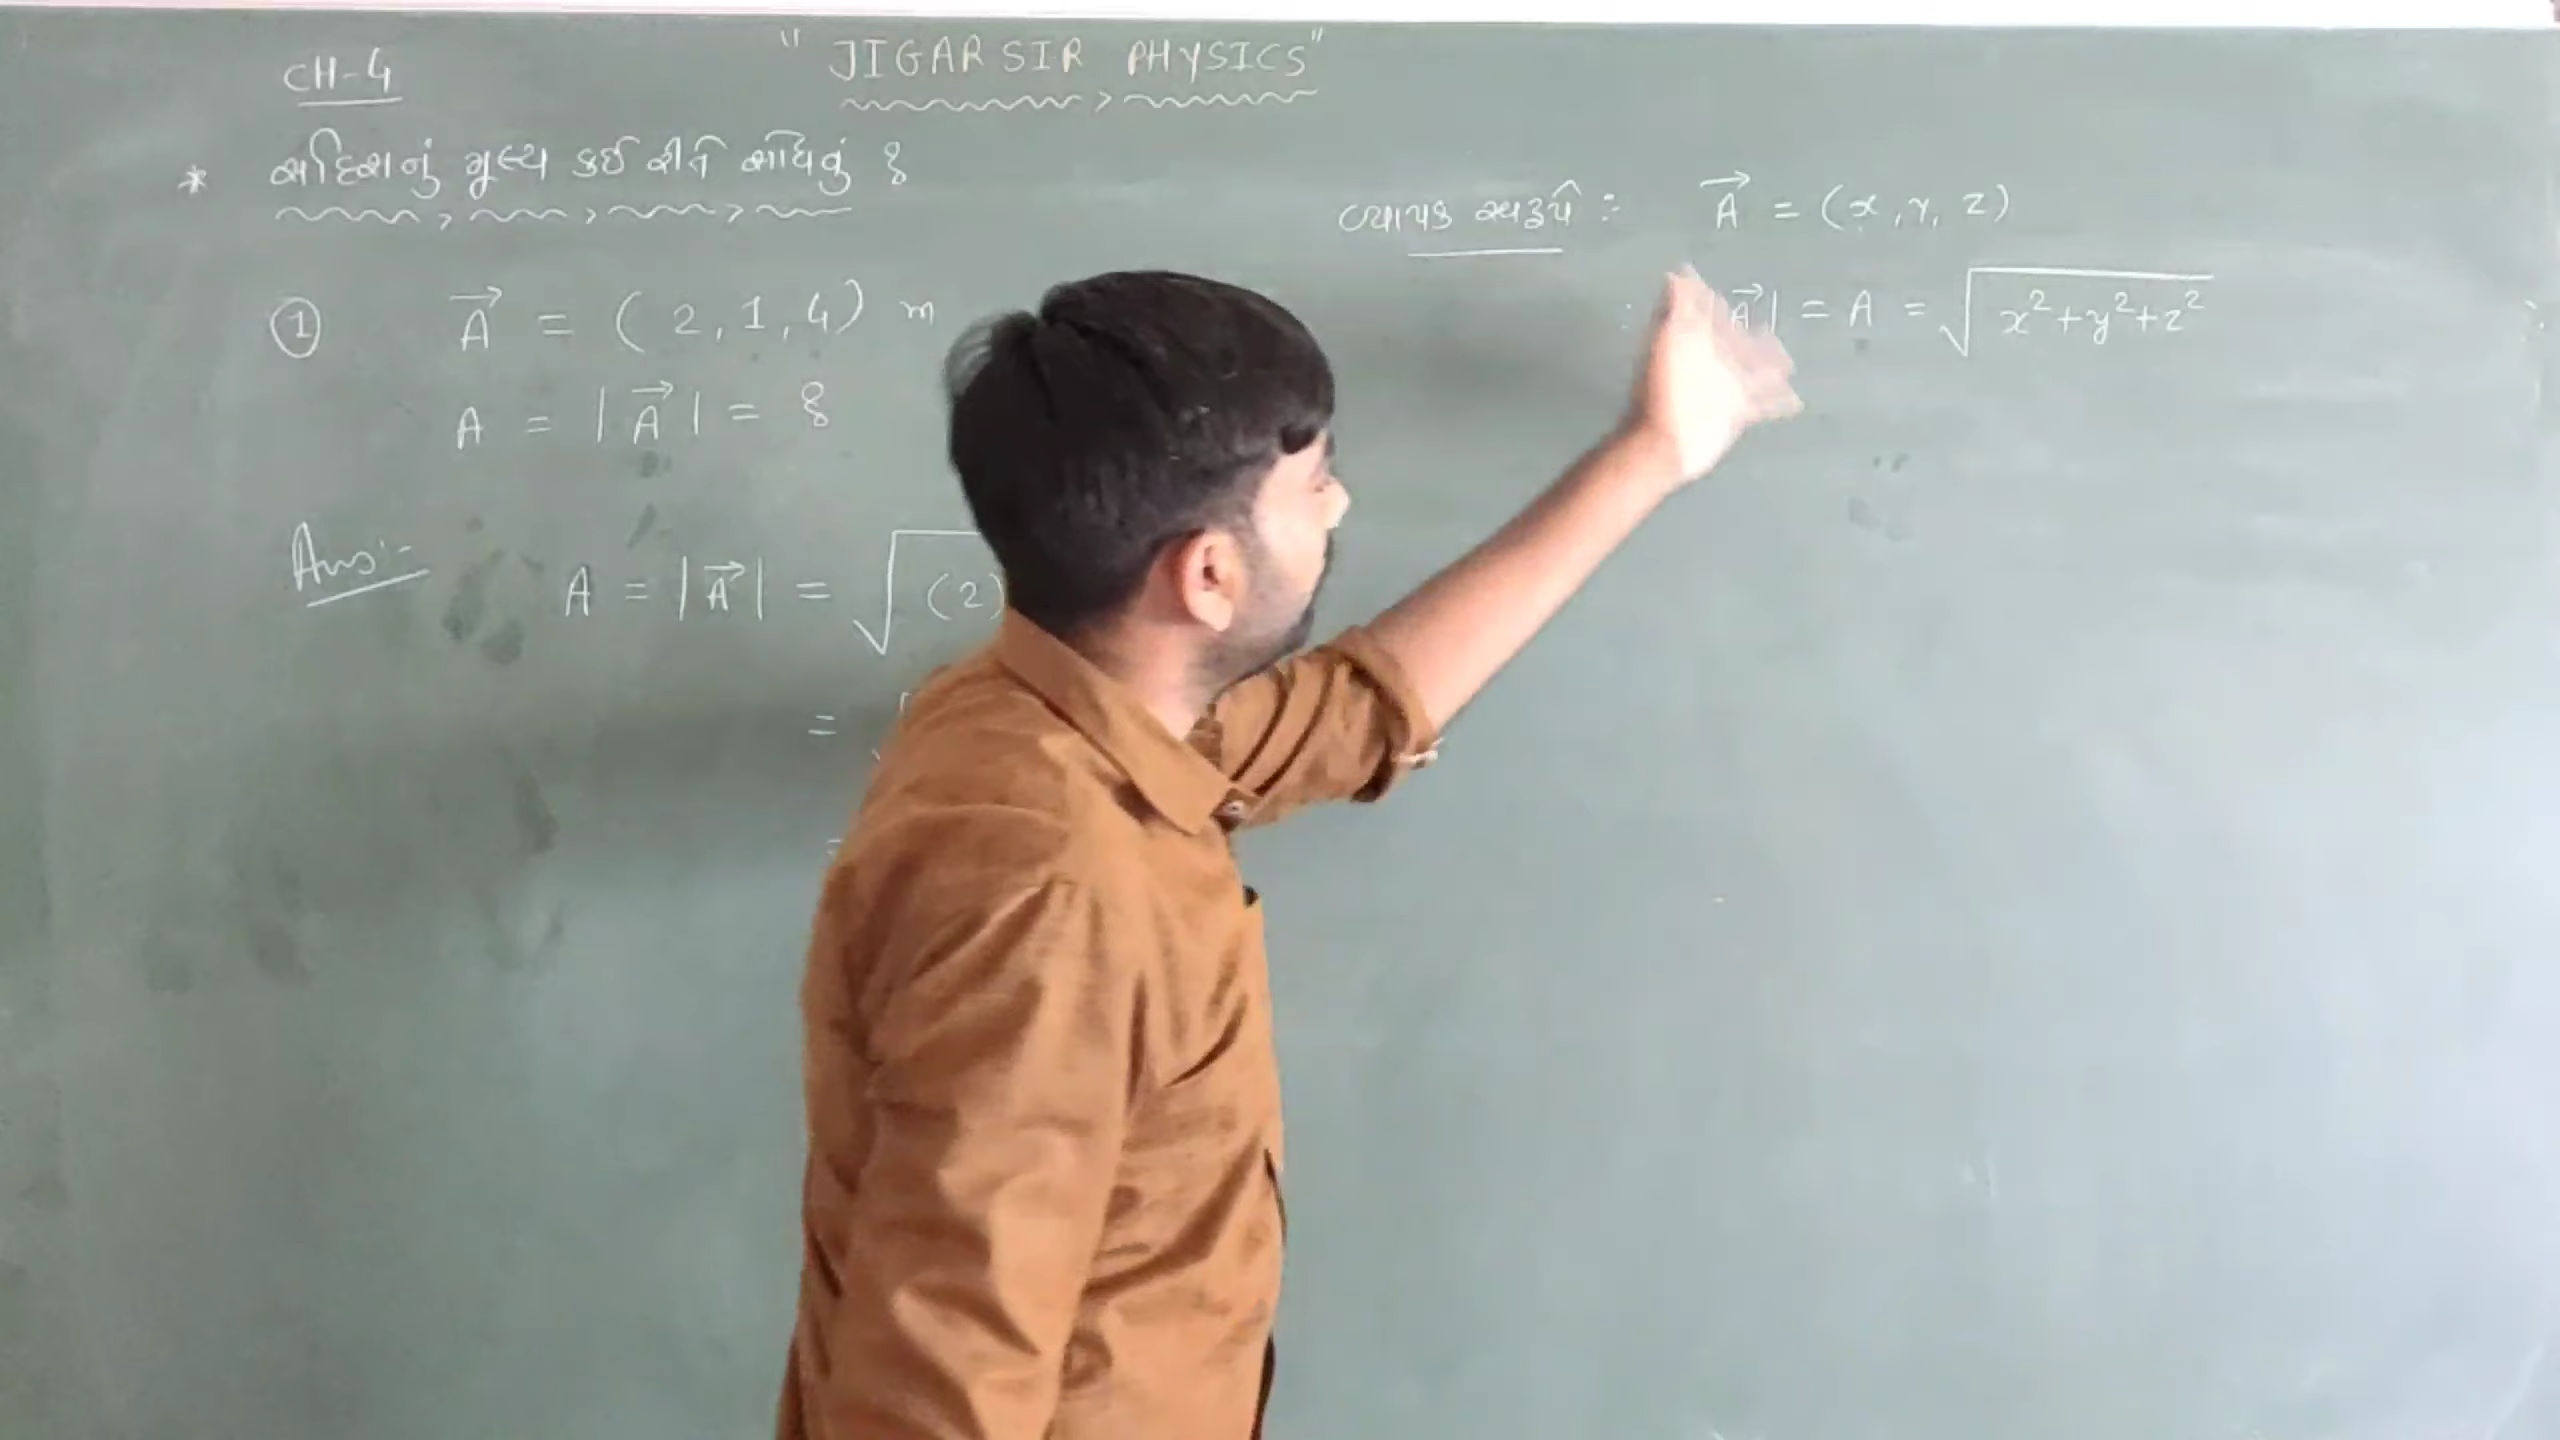 CH-4
" JIGAR SIR PHYSICS "
* સદિશનું મૂલ્ય કઈ રીતે શોધવું ?
① A⃗ = ( 2, 1, 4 ) m
A = | A⃗ | = ?
Ans:-
A = | A⃗ | = √ (2)
=
=
વ્યાપક સ્વરૂપે :- A⃗ = (x, y, z)
| A⃗ | = A = √ x² + y² + z²